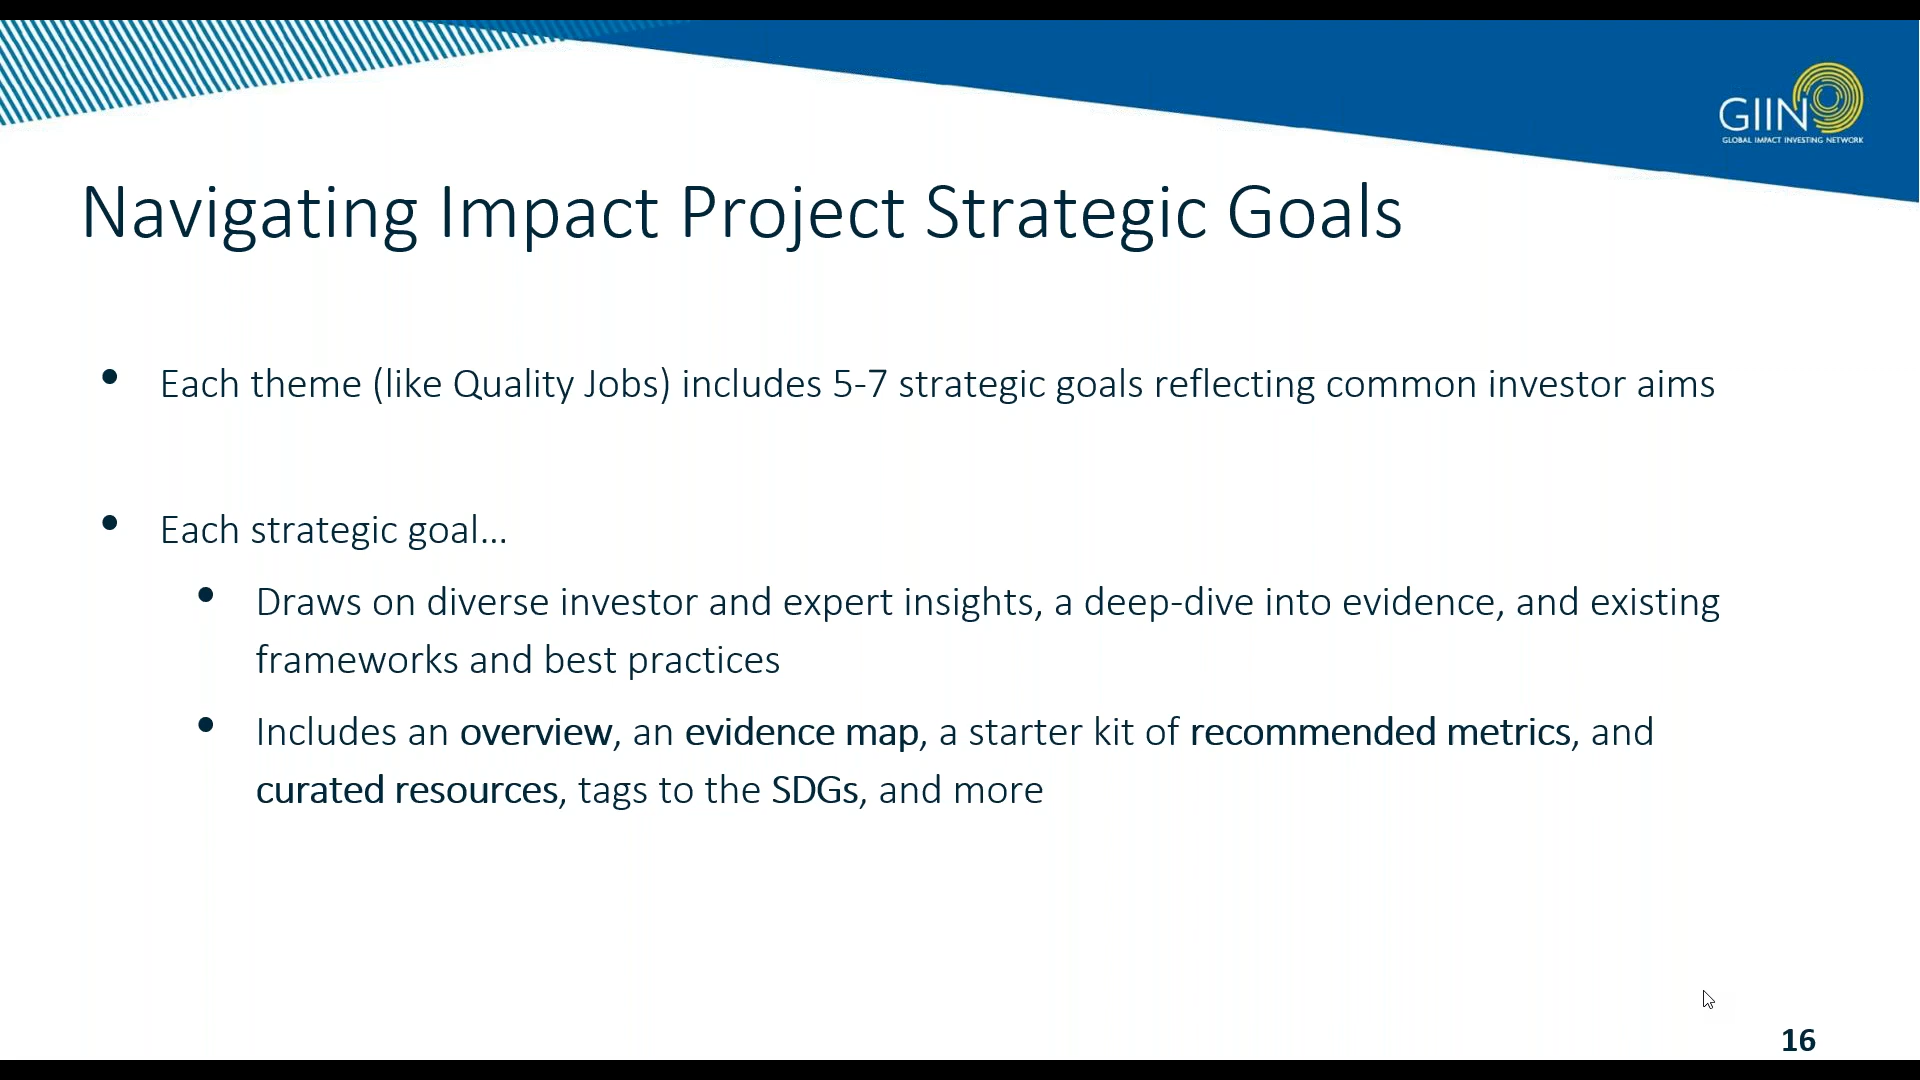 GIIN
GLOBAL IMPACT INVESTING NETWORK
Navigating Impact Project Strategic Goals
• Each theme (like Quality Jobs) includes 5-7 strategic goals reflecting common investor aims
• Each strategic goal…
• Draws on diverse investor and expert insights, a deep-dive into evidence, and existing
frameworks and best practices
• Includes an overview, an evidence map, a starter kit of recommended metrics, and
curated resources, tags to the SDGs, and more
16